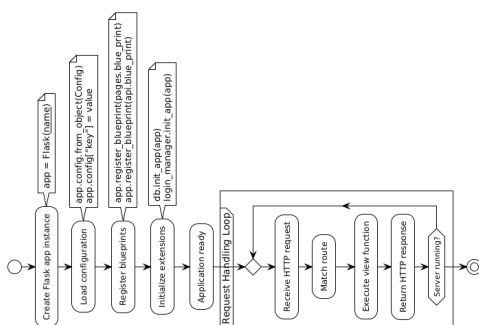 app = Flask(name)
Create Flask app instance
app.config.from_object(Config)
app.config["key"] = value
Load configuration
app.register_blueprint(pages.blue_print)
app.register_blueprint(api.blue_print)
Register blueprints
db.init_app(app)
login_manager.init_app(app)
Initialize extensions
Application ready
Request Handling Loop
Receive HTTP request
Match route
Execute view function
Return HTTP response
Server running?